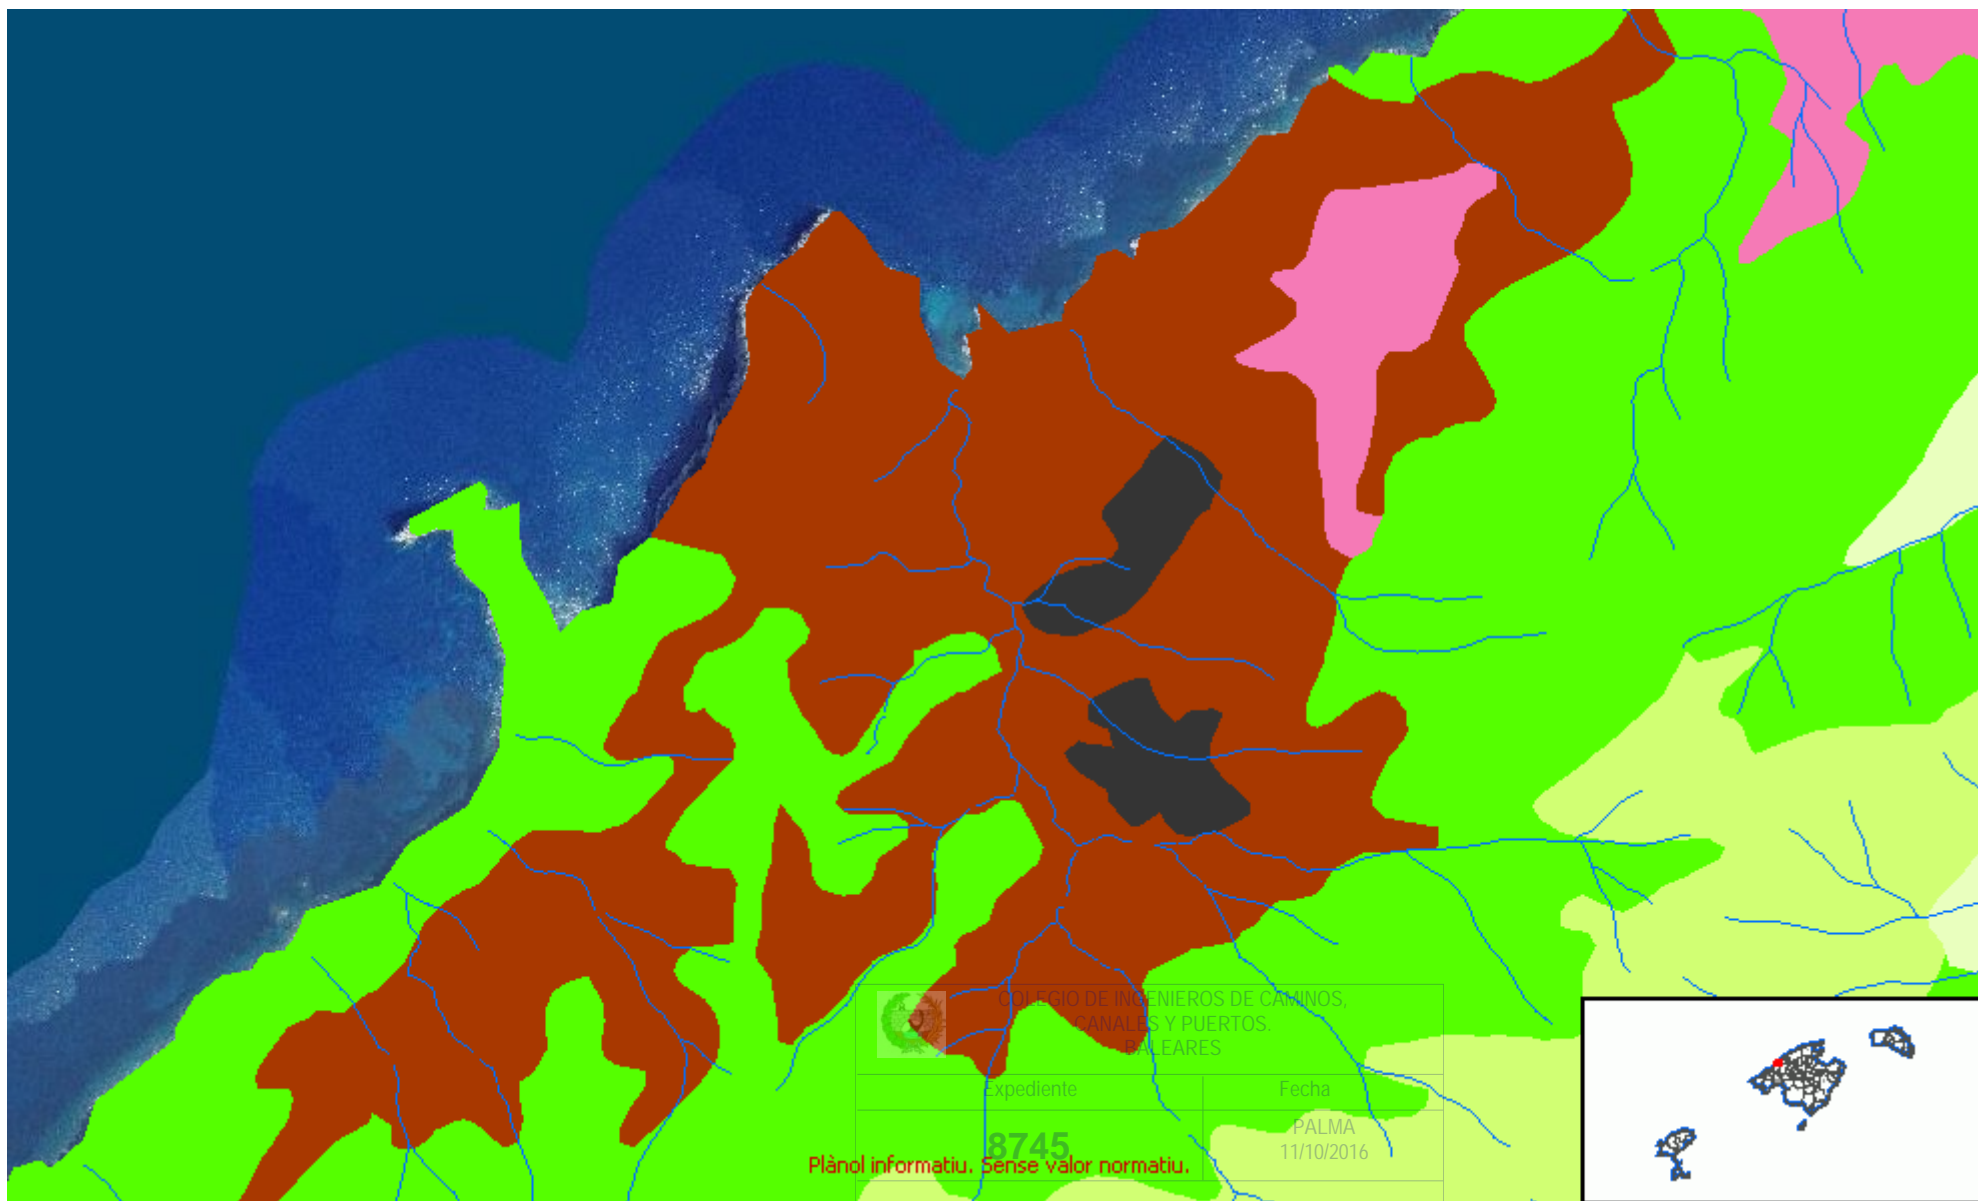 COLEGIO DE INGENIEROS DE CAMINOS,
CANALES Y PUERTOS.
BALEARES
Expediente
Fecha
8745
PALMA
11/10/2016
Plànol informatiu. Sense valor normatiu.